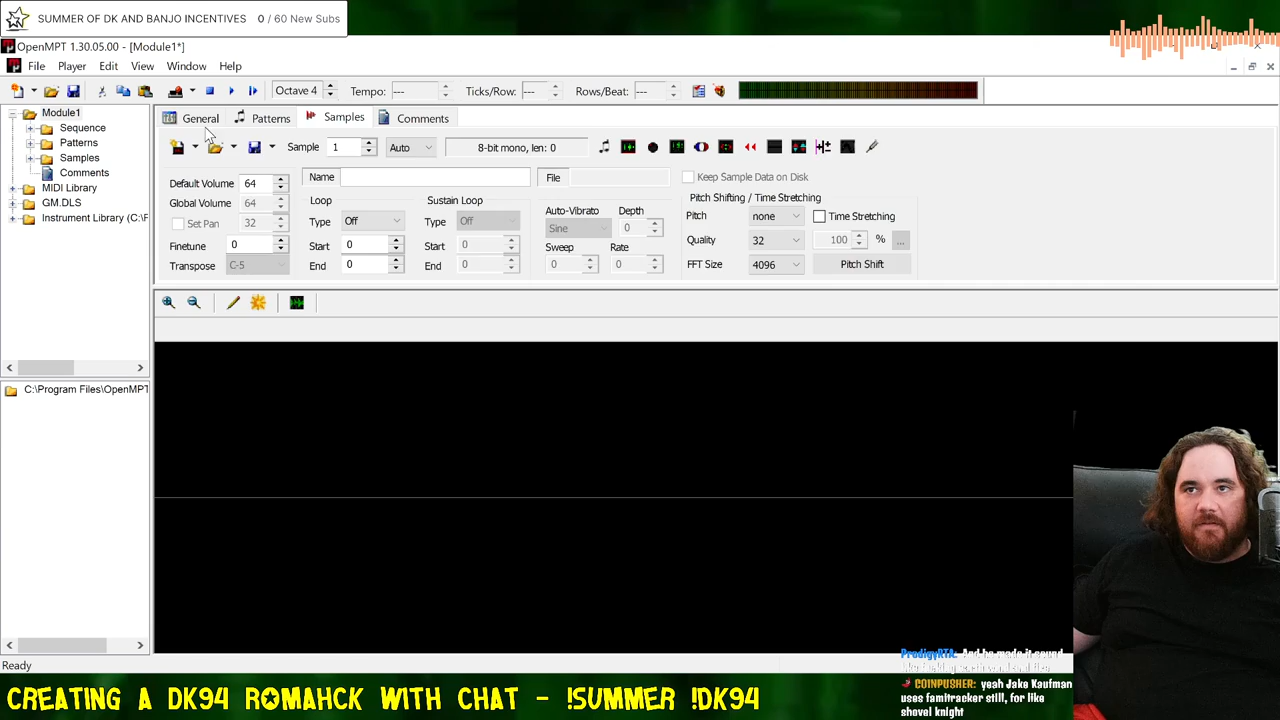 SUMMER OF DK AND BANJO INCENTIVES 0 / 60 New Subs
OpenMPT 1.30.05.00 - [Module1*]
File Player Edit View Window Help
Octave 4 Tempo: --- Ticks/Row: --- Rows/Beat: ---
Module1
Sequence
Patterns
Samples
Comments
MIDI Library
GM.DLS
Instrument Library (C:\F
C:\Program Files\OpenMPT
General Patterns Samples Comments
Sample 1 Auto 8-bit mono, len: 0
Default Volume 64
Global Volume 64
Set Pan 32
Finetune 0
Transpose C-5
Name File
Loop
Type Off
Start 0
End 0
Sustain Loop
Type Off
Start 0
End 0
Auto-Vibrato Depth
Sine 0
Sweep Rate
0 0
Keep Sample Data on Disk
Pitch Shifting / Time Stretching
Pitch none Time Stretching
Quality 32 100 % ...
FFT Size 4096 Pitch Shift
Ready
ProdigyRTA: And he made it sound
COINPUSHER: yeah Jake Kaufman
uses famitracker still, for like
shovel knight
CREATING A DK94 ROMAHCK WITH CHAT - !SUMMER !DK94